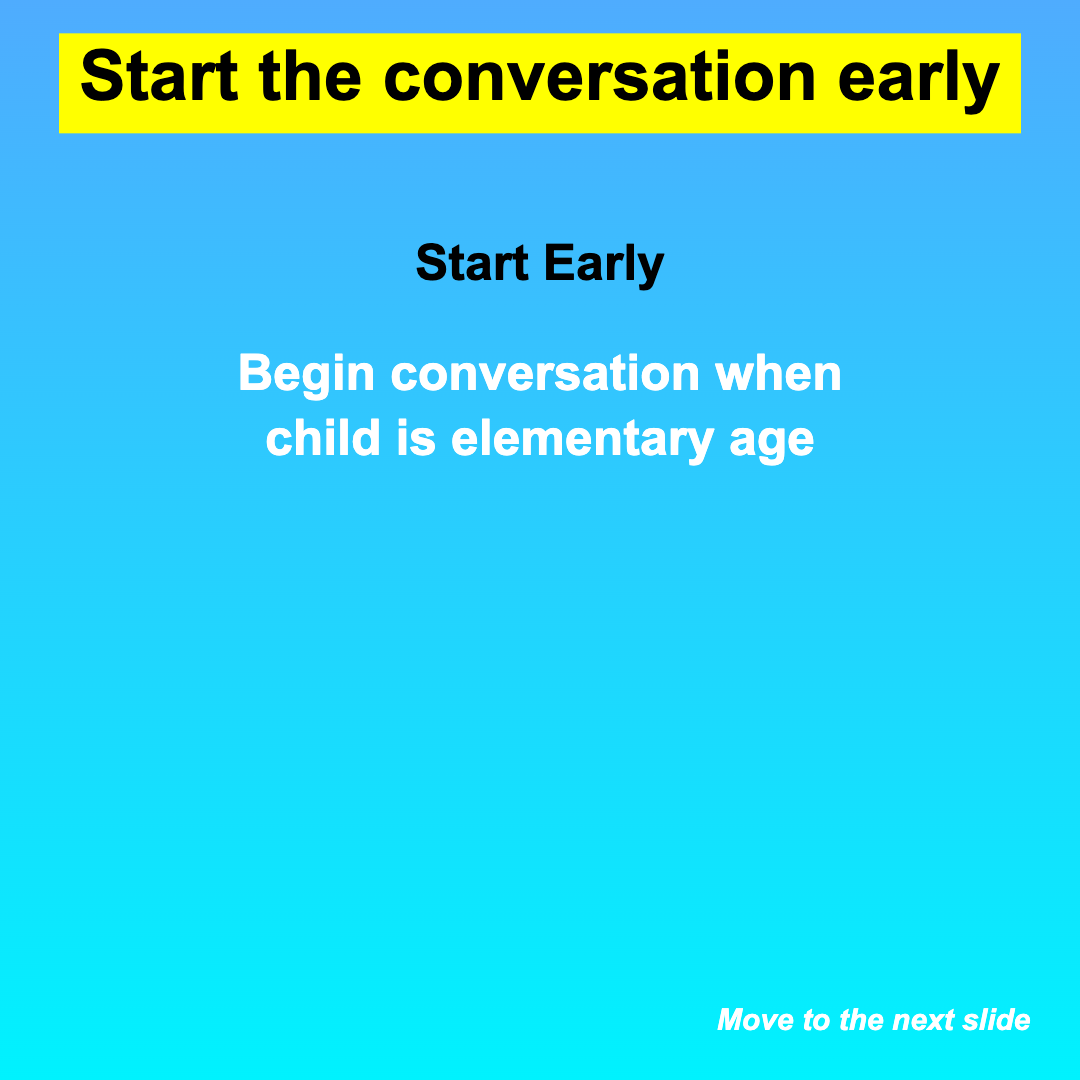 Start the conversation early
Start Early
Begin conversation when
child is elementary age
Move to the next slide